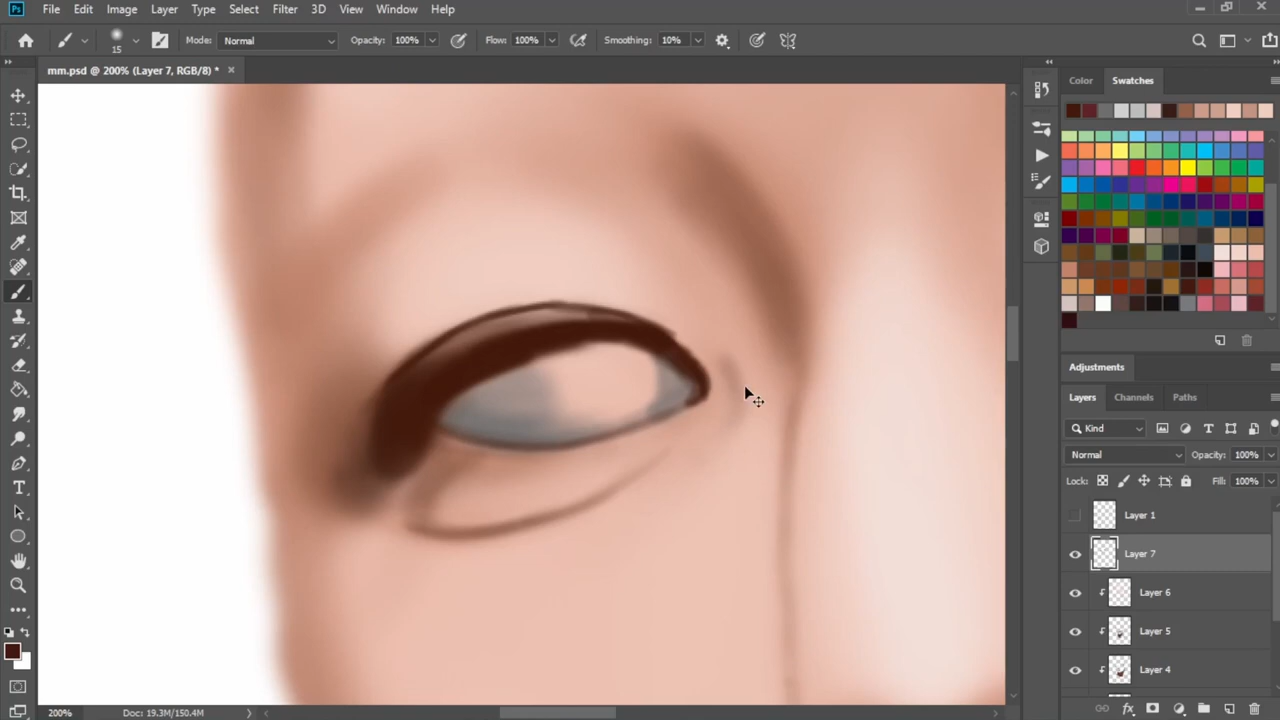 Ps File Edit Image Layer Type Select Filter 3D View Window Help
15 Mode: Normal Opacity: 100% Flow: 100% Smoothing: 10%
mm.psd @ 200% (Layer 7, RGB/8) *
Color Swatches
Adjustments
Layers Channels Paths
Kind
Normal Opacity: 100%
Lock: Fill: 100%
Layer 1
Layer 7
Layer 6
Layer 5
Layer 4
200% Doc: 19.3M/150.4M